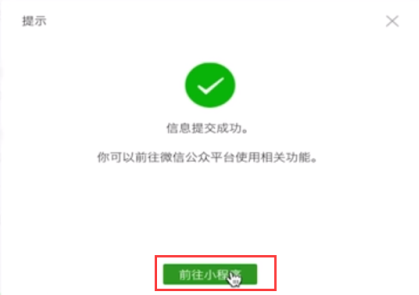 提示
信息提交成功。
你可以前往微信公众平台使用相关功能。
前往小程序